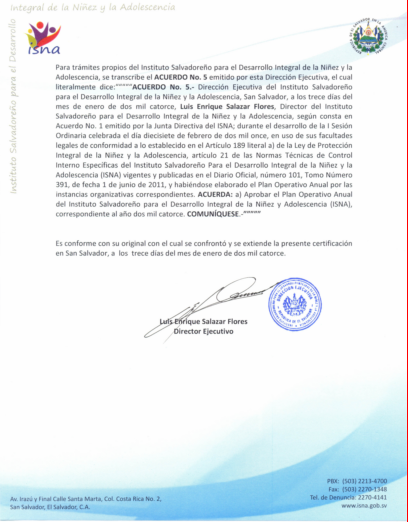 Integral de la Niñez y la Adolescencia
Instituto Salvadoreño para el Desarrollo
isna
Para trámites propios del Instituto Salvadoreño para el Desarrollo Integral de la Niñez y la
Adolescencia, se transcribe el ACUERDO No. 5 emitido por esta Dirección Ejecutiva, el cual
literalmente dice:"""""ACUERDO No. 5.- Dirección Ejecutiva del Instituto Salvadoreño
para el Desarrollo Integral de la Niñez y la Adolescencia, San Salvador, a los trece días del
mes de enero de dos mil catorce, Luis Enrique Salazar Flores, Director del Instituto
Salvadoreño para el Desarrollo Integral de la Niñez y la Adolescencia, según consta en
Acuerdo No. 1 emitido por la Junta Directiva del ISNA; durante el desarrollo de la I Sesión
Ordinaria celebrada el día diecisiete de febrero de dos mil once, en uso de sus facultades
legales de conformidad a lo establecido en el Artículo 189 literal a) de la Ley de Protección
Integral de la Niñez y la Adolescencia, artículo 21 de las Normas Técnicas de Control
Interno Específicas del Instituto Salvadoreño Para el Desarrollo Integral de la Niñez y la
Adolescencia (ISNA) vigentes y publicadas en el Diario Oficial, número 101, Tomo Número
391, de fecha 1 de junio de 2011, y habiéndose elaborado el Plan Operativo Anual por las
instancias organizativas correspondientes. ACUERDA: a) Aprobar el Plan Operativo Anual
del Instituto Salvadoreño para el Desarrollo Integral de la Niñez y Adolescencia (ISNA),
correspondiente al año dos mil catorce. COMUNÍQUESE.-"""""
Es conforme con su original con el cual se confrontó y se extiende la presente certificación
en San Salvador, a los trece días del mes de enero de dos mil catorce.
DIRECCION EJECUTIVA
Luis Enrique Salazar Flores
Director Ejecutivo
Av. Irazú y Final Calle Santa Marta, Col. Costa Rica No. 2,
San Salvador, El Salvador, C.A.
PBX: (503) 2213-4700
Fax: (503) 2270-1348
Tel. de Denuncia: 2270-4141
www.isna.gob.sv